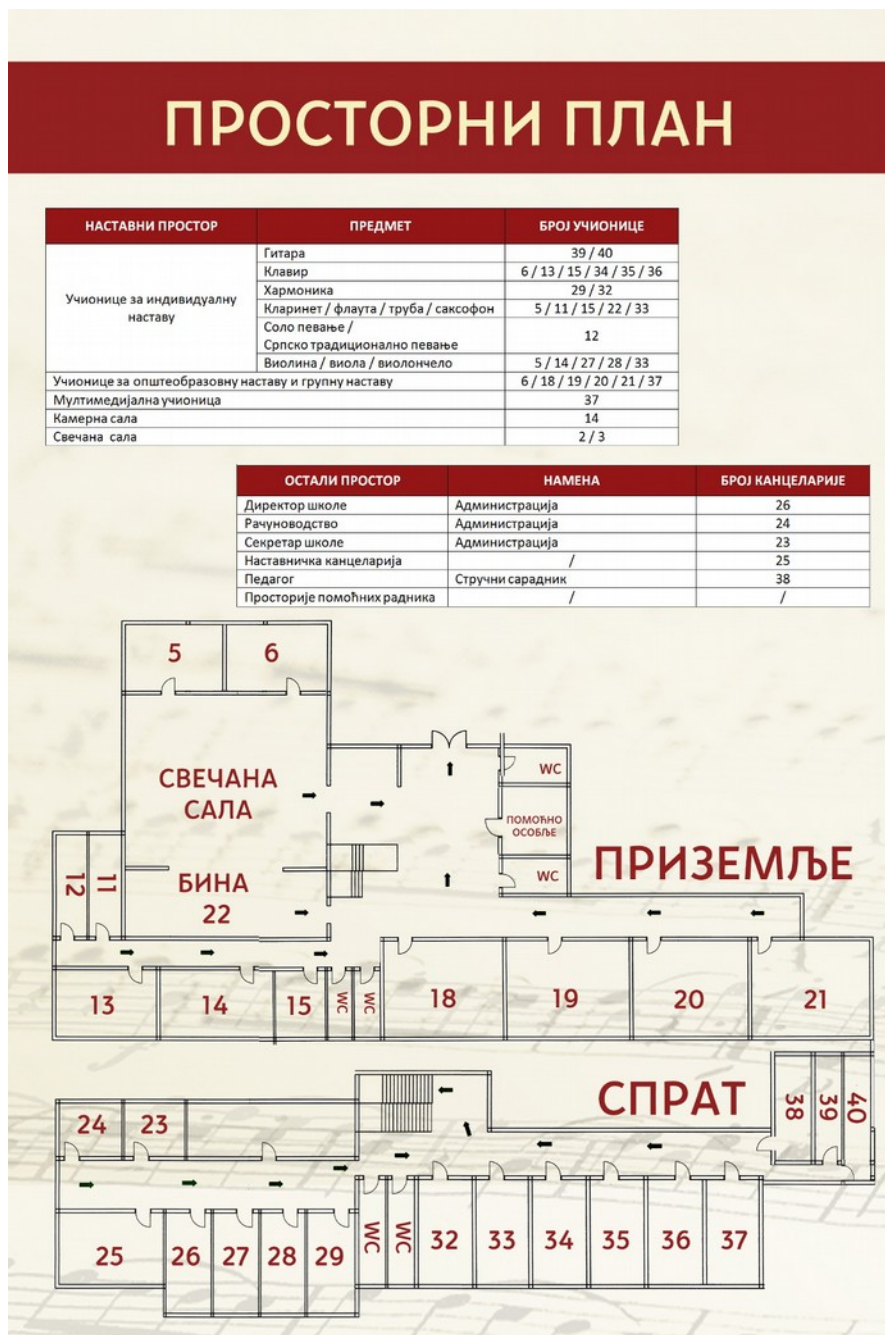 ПРОСТОРНИ ПЛАН
НАСТАВНИ ПРОСТОР ПРЕДМЕТ БРОЈ УЧИОНИЦЕ
Учионице за индивидуалну наставу
Гитара 39 / 40
Клавир 6 / 13 / 15 / 34 / 35 / 36
Хармоника 29 / 32
Кларинет / флаута / труба / саксофон 5 / 11 / 15 / 22 / 33
Соло певање /
Српско традиционално певање 12
Виолина / виола / виолончело 5 / 14 / 27 / 28 / 33
Учионице за општеобразовну наставу и групну наставу 6 / 18 / 19 / 20 / 21 / 37
Мултимедијална учионица 37
Камерна сала 14
Свечана сала 2 / 3
ОСТАЛИ ПРОСТОР НАМЕНА БРОЈ КАНЦЕЛАРИЈЕ
Директор школе Администрација 26
Рачуноводство Администрација 24
Секретар школе Администрација 23
Наставничка канцеларија / 25
Педагог Стручни сарадник 38
Просторије помоћних радника / /
5 6
СВЕЧАНА
САЛА
WC
ПОМОЋНО
ОСОБЉЕ
WC
ПРИЗЕМЉЕ
12 11
БИНА
22
13 14 15 WC WC 18 19 20 21
СПРАТ
38 39 40
24 23
25 26 27 28 29 WC WC 32 33 34 35 36 37